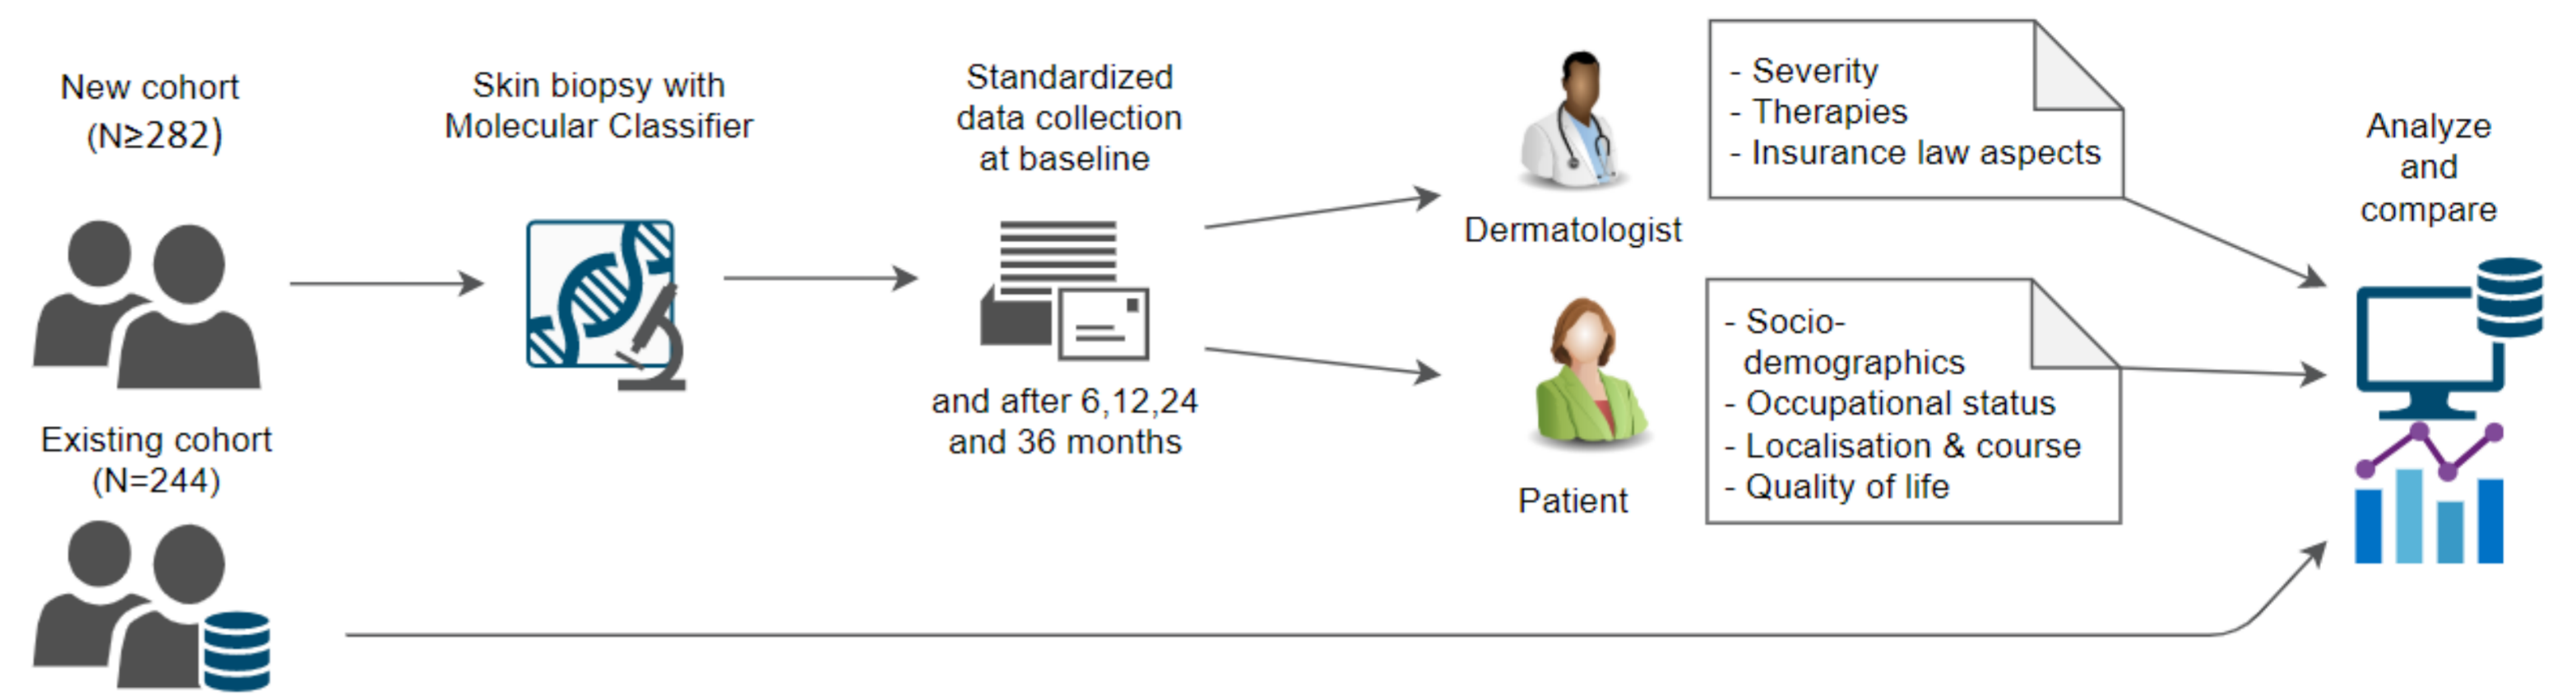 New cohort
(N≥282)
Existing cohort
(N=244)
Skin biopsy with
Molecular Classifier
Standardized
data collection
at baseline
and after 6,12,24
and 36 months
Dermatologist
Patient
- Severity
- Therapies
- Insurance law aspects
- Socio-
demographics
- Occupational status
- Localisation & course
- Quality of life
Analyze
and
compare